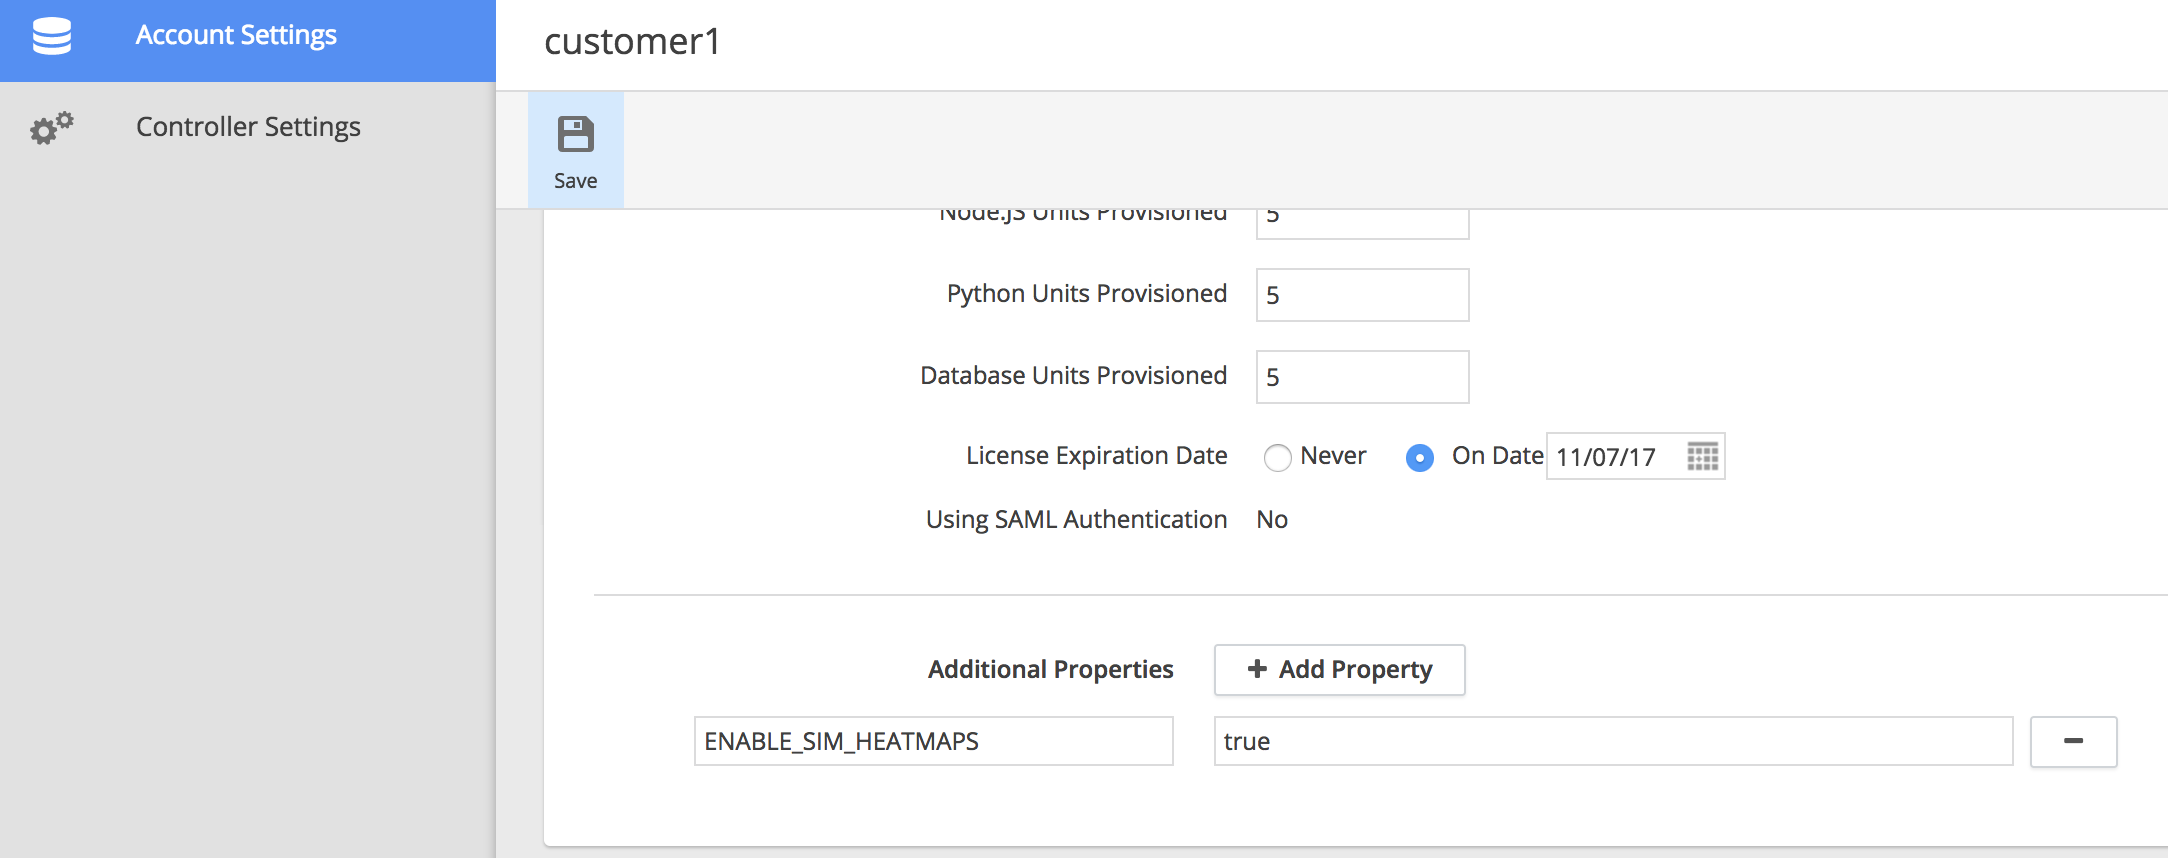 Account Settings
Controller Settings
customer1
Save
Node.JS Units Provisioned 5
Python Units Provisioned 5
Database Units Provisioned 5
License Expiration Date Never On Date 11/07/17
Using SAML Authentication No
Additional Properties + Add Property
ENABLE_SIM_HEATMAPS true